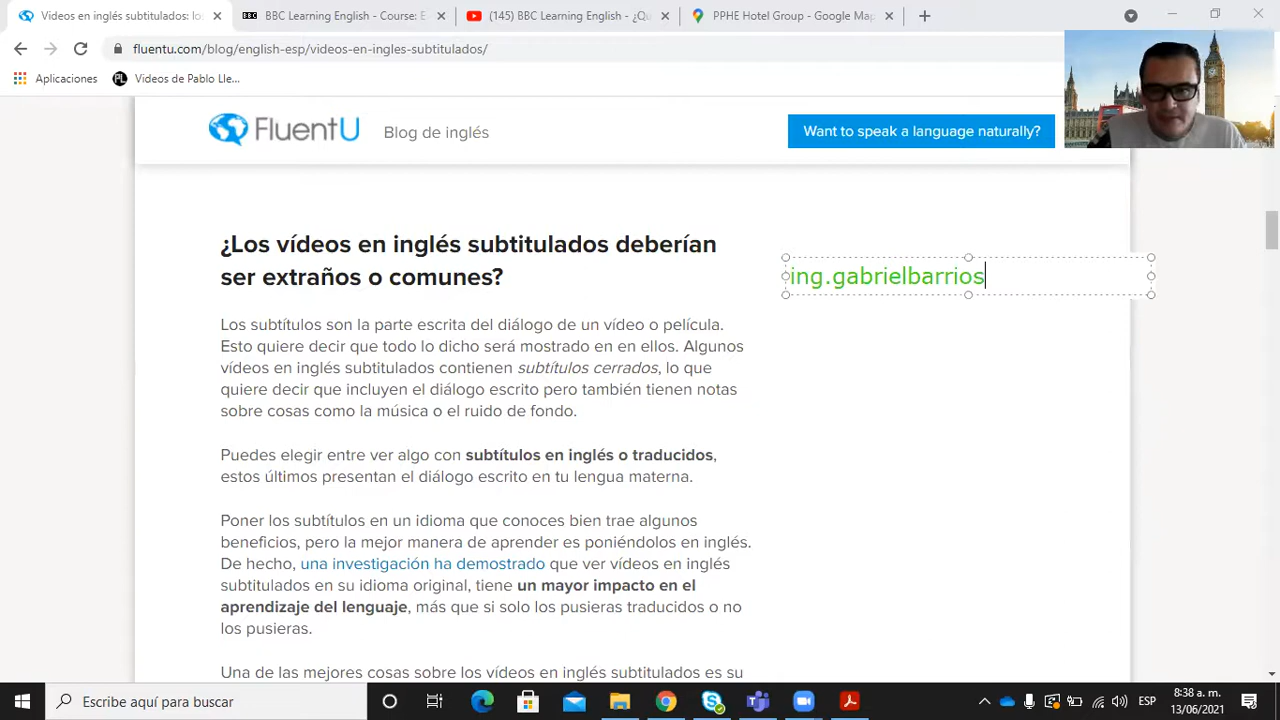 Videos en inglés subtitulados: lo
BBC Learning English - Course: E
(145) BBC Learning English - ¿Qu
PPHE Hotel Group - Google Map
fluentu.com/blog/english-esp/videos-en-ingles-subtitulados/
Aplicaciones
PL
Videos de Pablo Lle...
FluentU
Blog de inglés
Want to speak a language naturally?
¿Los vídeos en inglés subtitulados deberían
ser extraños o comunes?
ing.gabrielbarrios
Los subtítulos son la parte escrita del diálogo de un vídeo o película.
Esto quiere decir que todo lo dicho será mostrado en en ellos. Algunos
vídeos en inglés subtitulados contienen subtítulos cerrados, lo que
quiere decir que incluyen el diálogo escrito pero también tienen notas
sobre cosas como la música o el ruido de fondo.
Puedes elegir entre ver algo con subtítulos en inglés o traducidos,
estos últimos presentan el diálogo escrito en tu lengua materna.
Poner los subtítulos en un idioma que conoces bien trae algunos
beneficios, pero la mejor manera de aprender es poniéndolos en inglés.
De hecho, una investigación ha demostrado que ver vídeos en inglés
subtitulados en su idioma original, tiene un mayor impacto en el
aprendizaje del lenguaje, más que si solo los pusieras traducidos o no
los pusieras.
Una de las mejores cosas sobre los vídeos en inglés subtitulados es su
Escribe aquí para buscar
ESP
8:38 a. m.
13/06/2021